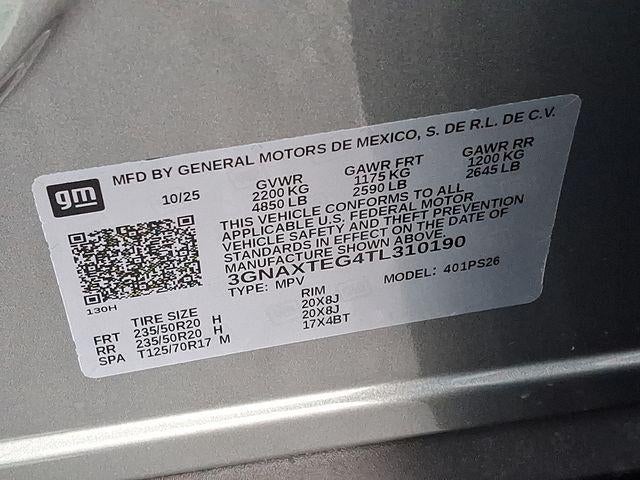 gm
MFD BY GENERAL MOTORS DE MEXICO, S. DE R.L. DE C.V.
10/25 GVWR GAWR FRT GAWR RR
2200 KG 1175 KG 1200 KG
4850 LB 2590 LB 2645 LB
THIS VEHICLE CONFORMS TO ALL
APPLICABLE U.S. FEDERAL MOTOR
VEHICLE SAFETY AND THEFT PREVENTION
STANDARDS IN EFFECT ON THE DATE OF
MANUFACTURE SHOWN ABOVE.
3GNAXTEG4TL310190
TYPE: MPV MODEL: 401PS26
130H
TIRE SIZE RIM
FRT 235/50R20 H 20X8J
RR 235/50R20 H 20X8J
SPA T125/70R17 M 17X4BT